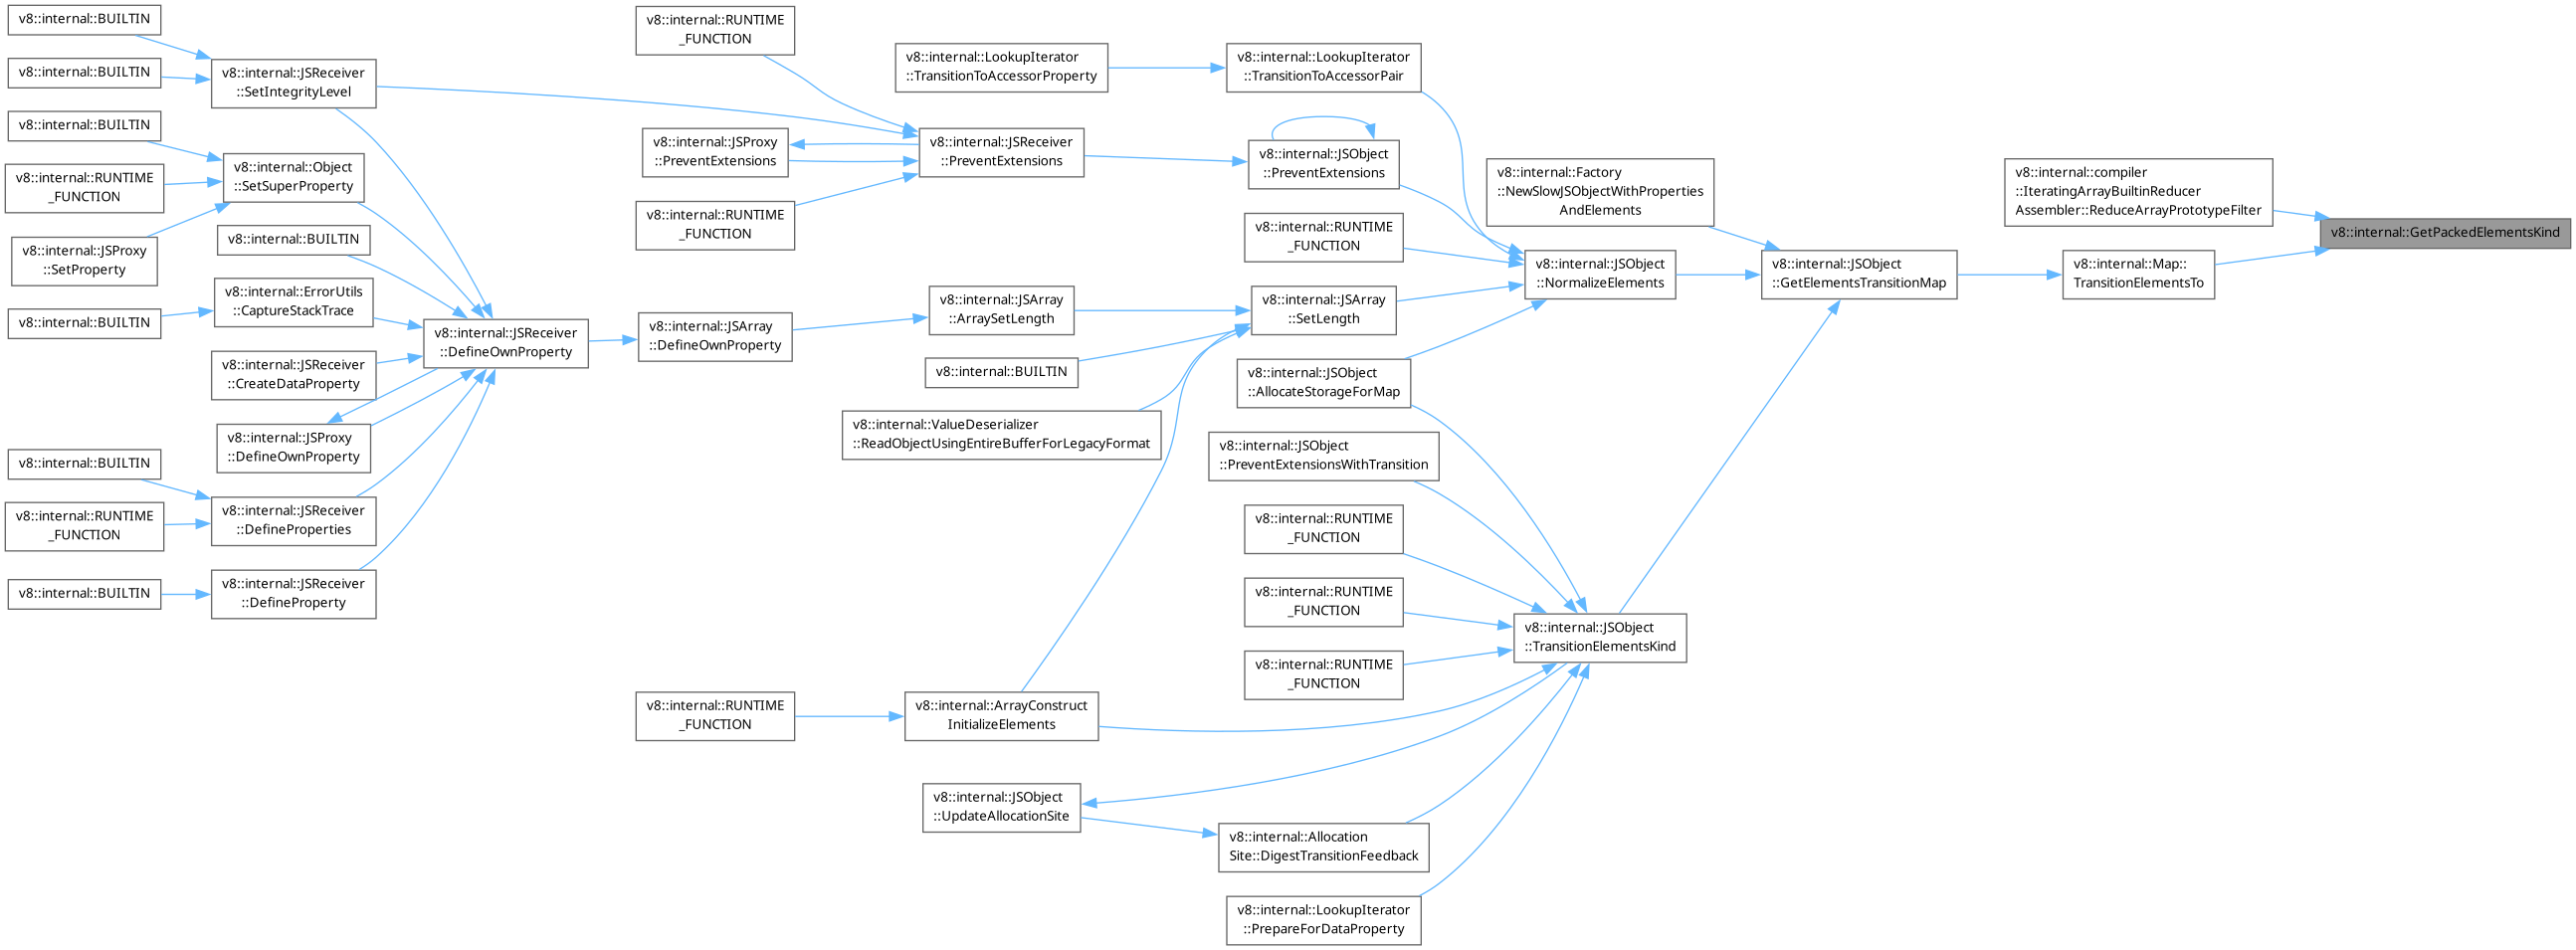 v8::internal::BUILTIN
v8::internal::BUILTIN
v8::internal::BUILTIN
v8::internal::RUNTIME
_FUNCTION
v8::internal::JSProxy
::SetProperty
v8::internal::BUILTIN
v8::internal::BUILTIN
v8::internal::RUNTIME
_FUNCTION
v8::internal::BUILTIN
v8::internal::JSReceiver
::SetIntegrityLevel
v8::internal::Object
::SetSuperProperty
v8::internal::BUILTIN
v8::internal::ErrorUtils
::CaptureStackTrace
v8::internal::JSReceiver
::CreateDataProperty
v8::internal::JSProxy
::DefineOwnProperty
v8::internal::JSReceiver
::DefineProperties
v8::internal::JSReceiver
::DefineProperty
v8::internal::JSReceiver
::DefineOwnProperty
v8::internal::RUNTIME
_FUNCTION
v8::internal::JSProxy
::PreventExtensions
v8::internal::RUNTIME
_FUNCTION
v8::internal::JSArray
::DefineOwnProperty
v8::internal::RUNTIME
_FUNCTION
v8::internal::LookupIterator
::TransitionToAccessorProperty
v8::internal::JSReceiver
::PreventExtensions
v8::internal::JSArray
::ArraySetLength
v8::internal::BUILTIN
v8::internal::ValueDeserializer
::ReadObjectUsingEntireBufferForLegacyFormat
v8::internal::ArrayConstruct
InitializeElements
v8::internal::JSObject
::UpdateAllocationSite
v8::internal::LookupIterator
::TransitionToAccessorPair
v8::internal::JSObject
::PreventExtensions
v8::internal::RUNTIME
_FUNCTION
v8::internal::JSArray
::SetLength
v8::internal::JSObject
::AllocateStorageForMap
v8::internal::JSObject
::PreventExtensionsWithTransition
v8::internal::RUNTIME
_FUNCTION
v8::internal::RUNTIME
_FUNCTION
v8::internal::RUNTIME
_FUNCTION
v8::internal::Allocation
Site::DigestTransitionFeedback
v8::internal::LookupIterator
::PrepareForDataProperty
v8::internal::Factory
::NewSlowJSObjectWithProperties
AndElements
v8::internal::JSObject
::NormalizeElements
v8::internal::JSObject
::TransitionElementsKind
v8::internal::JSObject
::GetElementsTransitionMap
v8::internal::compiler
::IteratingArrayBuiltinReducer
Assembler::ReduceArrayPrototypeFilter
v8::internal::Map::
TransitionElementsTo
v8::internal::GetPackedElementsKind